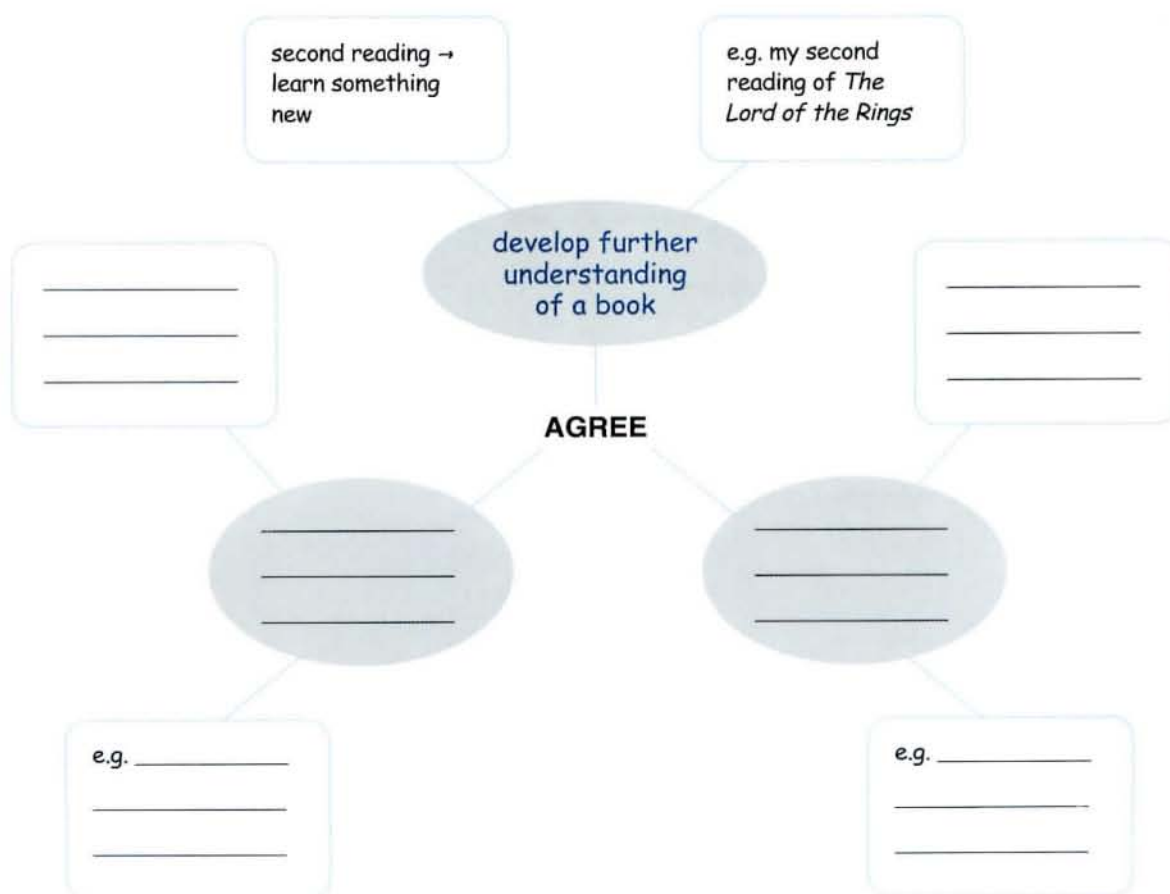 second reading →
learn something
new
e.g. my second
reading of The
Lord of the Rings
develop further
understanding
of a book
AGREE
e.g.
e.g.